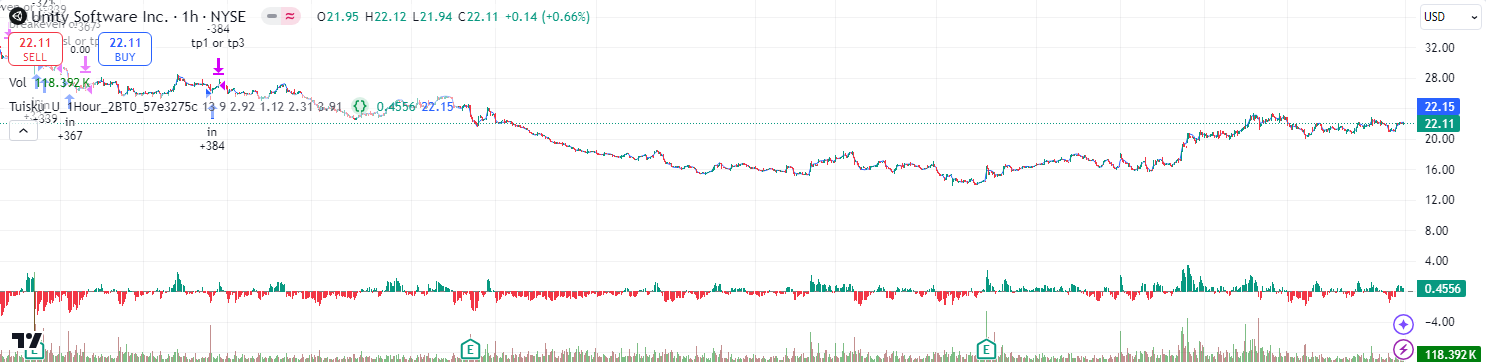 Unity Software Inc. · 1h · NYSE
O21.95 H22.12 L21.94 C22.11 +0.14 (+0.66%)
22.11
SELL
22.11
BUY
0.00
-384
tp1 or tp3
Vol 118.392 K
Tuisku_U_1Hour_2BT0_57e3275c 13 9 2.92 1.12 2.31 3.91 {} 0.4556 22.15
in
+367
in
+384
USD
32.00
28.00
22.15
22.11
20.00
16.00
12.00
8.00
4.00
0.4556
−4.00
118.392 K
E
E
E